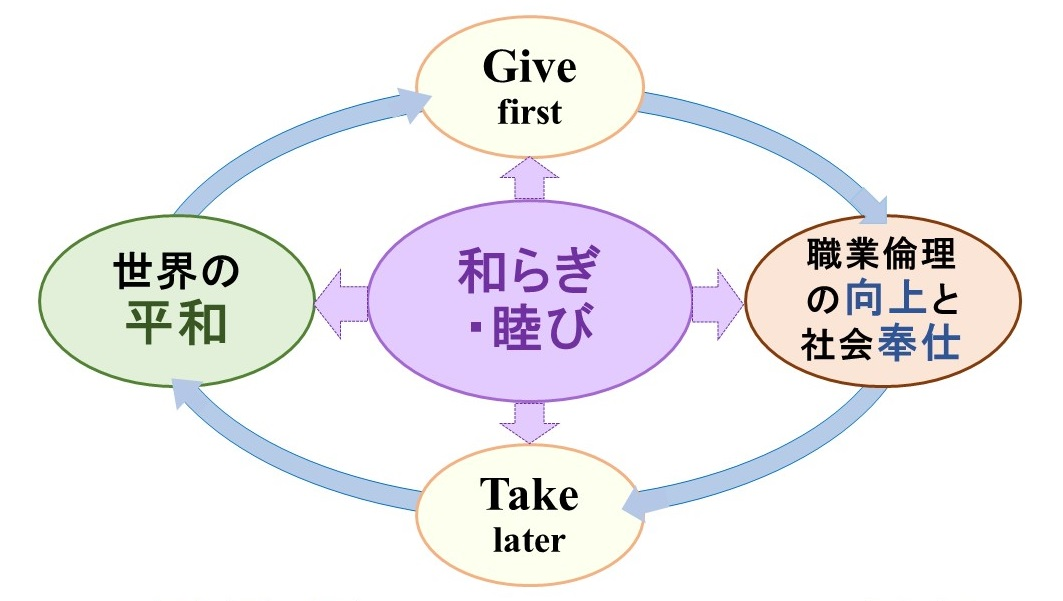 Give
first
世界の
平和
和らぎ
・睦び
職業倫理
の向上と
社会奉仕
Take
later